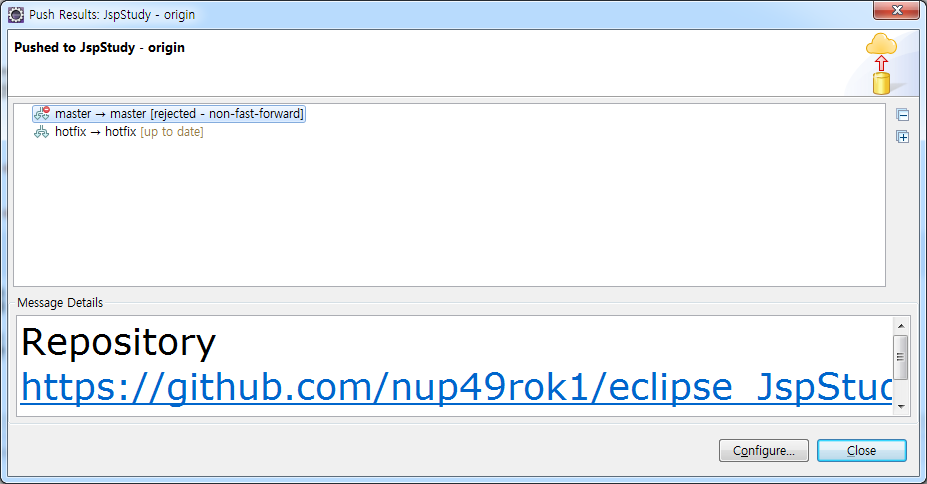 Push Results: JspStudy - origin
Pushed to JspStudy - origin
master → master [rejected - non-fast-forward]
hotfix → hotfix [up to date]
Message Details
Repository
https://github.com/nup49rok1/eclipse_JspStud
Configure...
Close